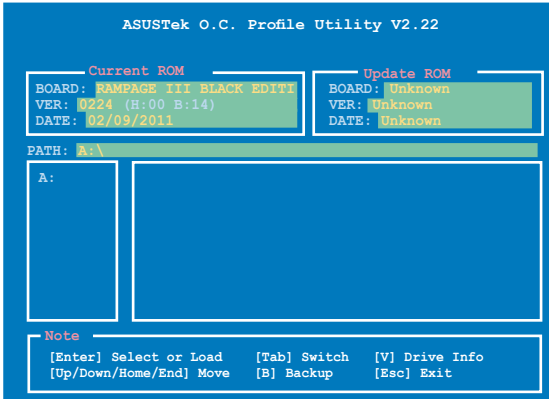 ASUSTek O.C. Profile Utility V2.22
Current ROM
BOARD: RAMPAGE III BLACK EDITI
VER: 0224 (H:00 B:14)
DATE: 02/09/2011
Update ROM
BOARD: Unknown
VER: Unknown
DATE: Unknown
PATH: A:\
A:
Note
[Enter] Select or Load [Tab] Switch [V] Drive Info
[Up/Down/Home/End] Move [B] Backup [Esc] Exit